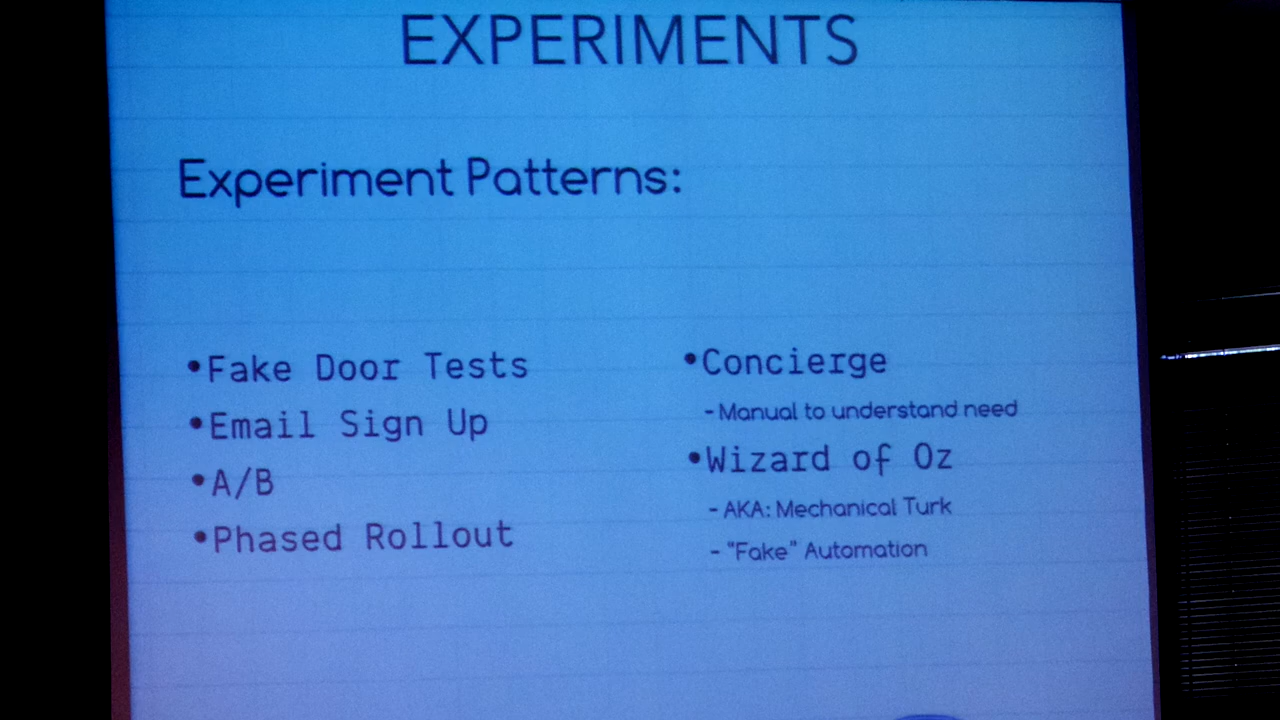 EXPERIMENTS
Experiment Patterns:
•Fake Door Tests
•Email Sign Up
•A/B
•Phased Rollout
•Concierge
- Manual to understand need
•Wizard of Oz
- AKA: Mechanical Turk
- "Fake" Automation